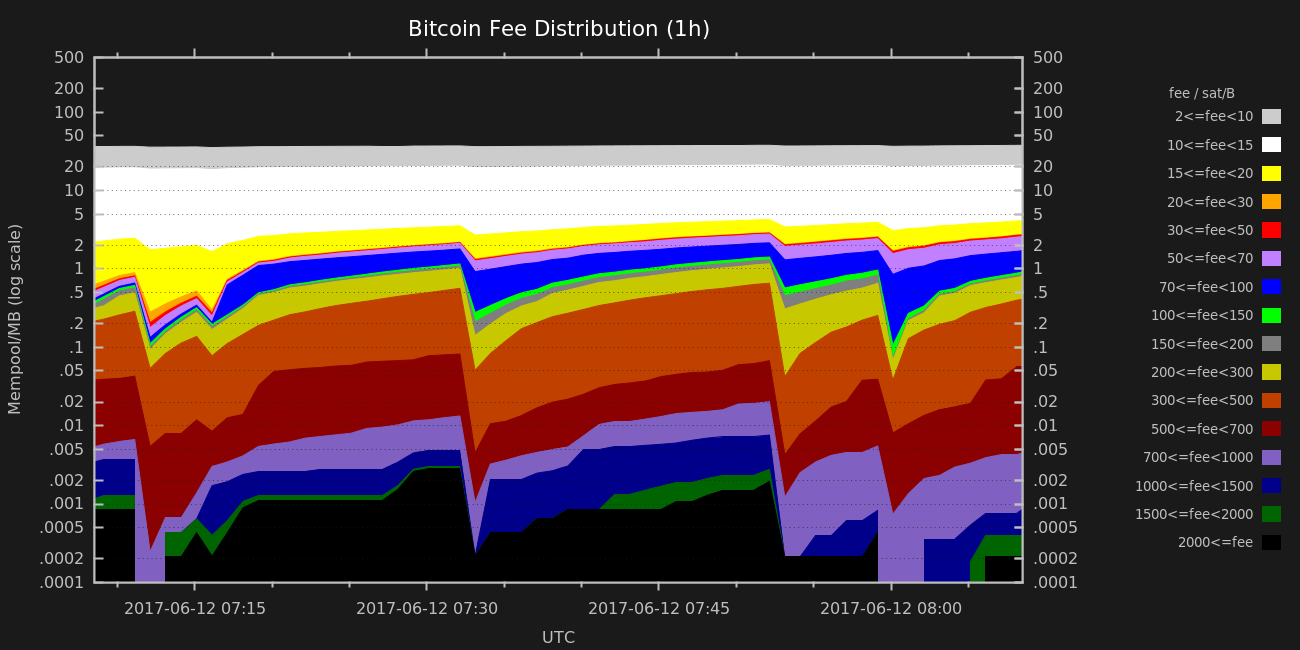 Bitcoin Fee Distribution (1h)
Mempool/MB (log scale)
500
200
100
50
20
10
5
2
1
.5
.2
.1
.05
.02
.01
.005
.002
.001
.0005
.0002
.0001
500
200
100
50
20
10
5
2
1
.5
.2
.1
.05
.02
.01
.005
.002
.001
.0005
.0002
.0001
2017-06-12 07:15
2017-06-12 07:30
2017-06-12 07:45
2017-06-12 08:00
UTC
fee / sat/B
2<=fee<10
10<=fee<15
15<=fee<20
20<=fee<30
30<=fee<50
50<=fee<70
70<=fee<100
100<=fee<150
150<=fee<200
200<=fee<300
300<=fee<500
500<=fee<700
700<=fee<1000
1000<=fee<1500
1500<=fee<2000
2000<=fee